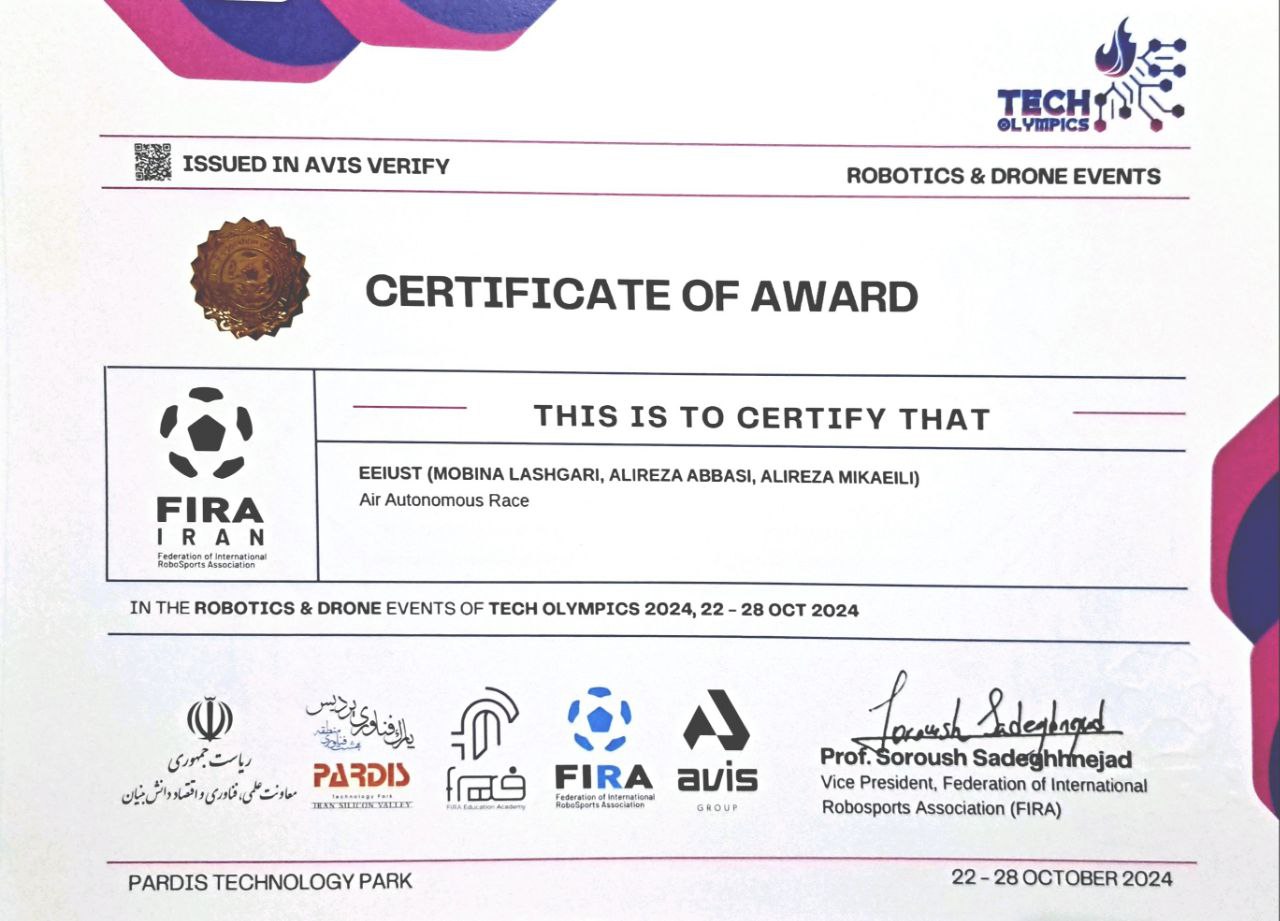 TECH
OLYMPICS
ISSUED IN AVIS VERIFY
ROBOTICS & DRONE EVENTS
CERTIFICATE OF AWARD
THIS IS TO CERTIFY THAT
EEIUST (MOBINA LASHGARI, ALIREZA ABBASI, ALIREZA MIKAEILI)
Air Autonomous Race
FIRA
IRAN
Federation of International
RoboSports Association
IN THE ROBOTICS & DRONE EVENTS OF TECH OLYMPICS 2024, 22 – 28 OCT 2024
ریاست جمهوری
معاونت علمی، فناوری و اقتصاد دانش بنیان
پارک فناوری پردیس
PARDIS
Technology Park
IRAN SILICON VALLEY
فهرا
FIRA Education Academy
FIRA
Federation of International
RoboSports Association
avis
GROUP
Soroush Sadeghnejad
Prof. Soroush Sadeghhnejad
Vice President, Federation of International
Robosports Association (FIRA)
PARDIS TECHNOLOGY PARK
22 – 28 OCTOBER 2024